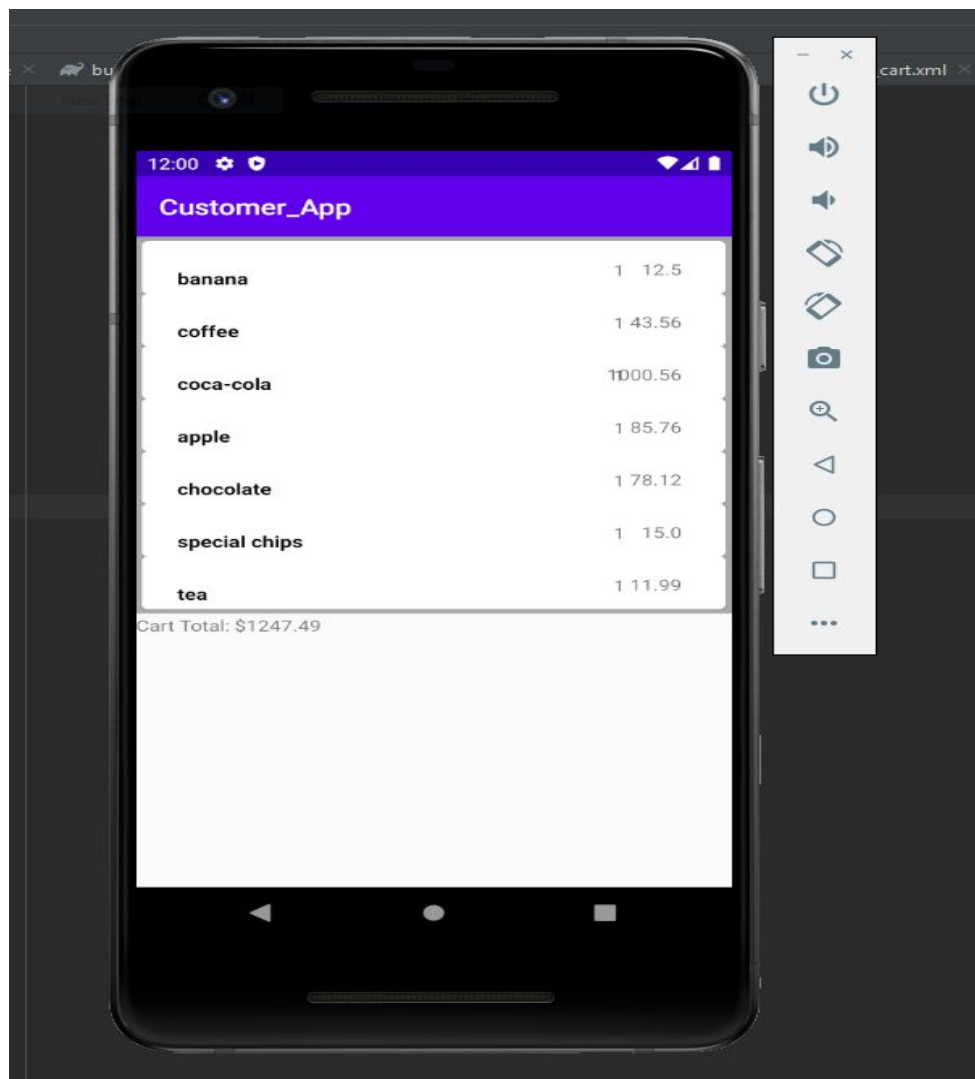 bu
cart.xml
12:00
Customer_App
banana 1 12.5
coffee 1 43.56
coca-cola 1 1000.56
apple 1 85.76
chocolate 1 78.12
special chips 1 15.0
tea 1 11.99
Cart Total: $1247.49